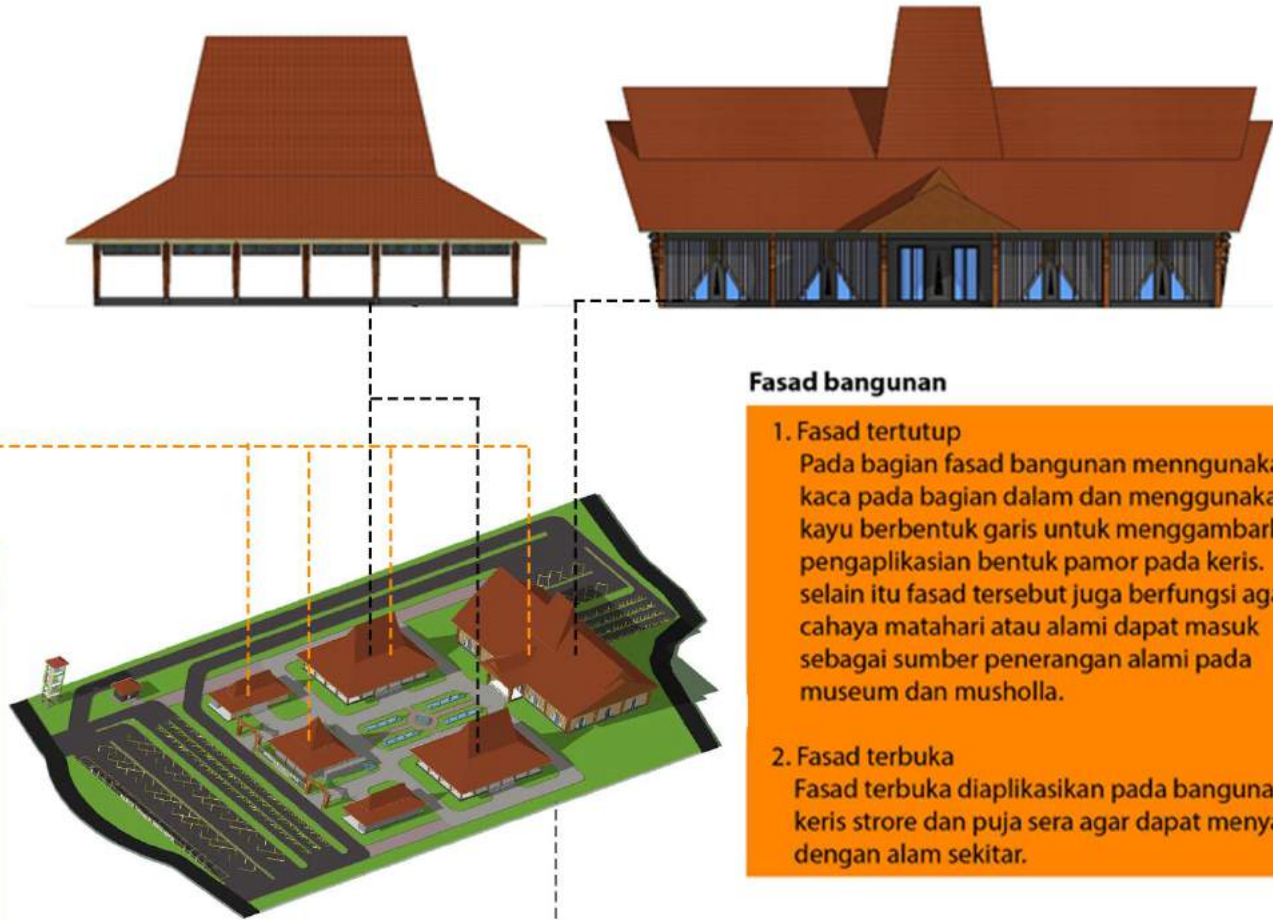 Fasad bangunan
1. Fasad tertutup
Pada bagian fasad bangunan menngunaka
kaca pada bagian dalam dan menggunaka
kayu berbentuk garis untuk menggambark
pengaplikasian bentuk pamor pada keris.
selain itu fasad tersebut juga berfungsi aga
cahaya matahari atau alami dapat masuk
sebagai sumber penerangan alami pada
museum dan musholla.
2. Fasad terbuka
Fasad terbuka diaplikasikan pada banguna
keris strore dan puja sera agar dapat menya
dengan alam sekitar.